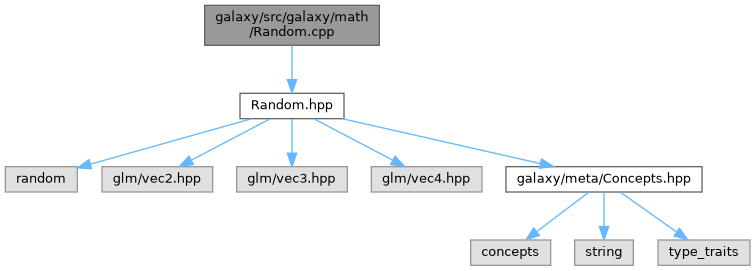 galaxy/src/galaxy/math
/Random.cpp
Random.hpp
random
glm/vec2.hpp
glm/vec3.hpp
glm/vec4.hpp
galaxy/meta/Concepts.hpp
concepts
string
type_traits